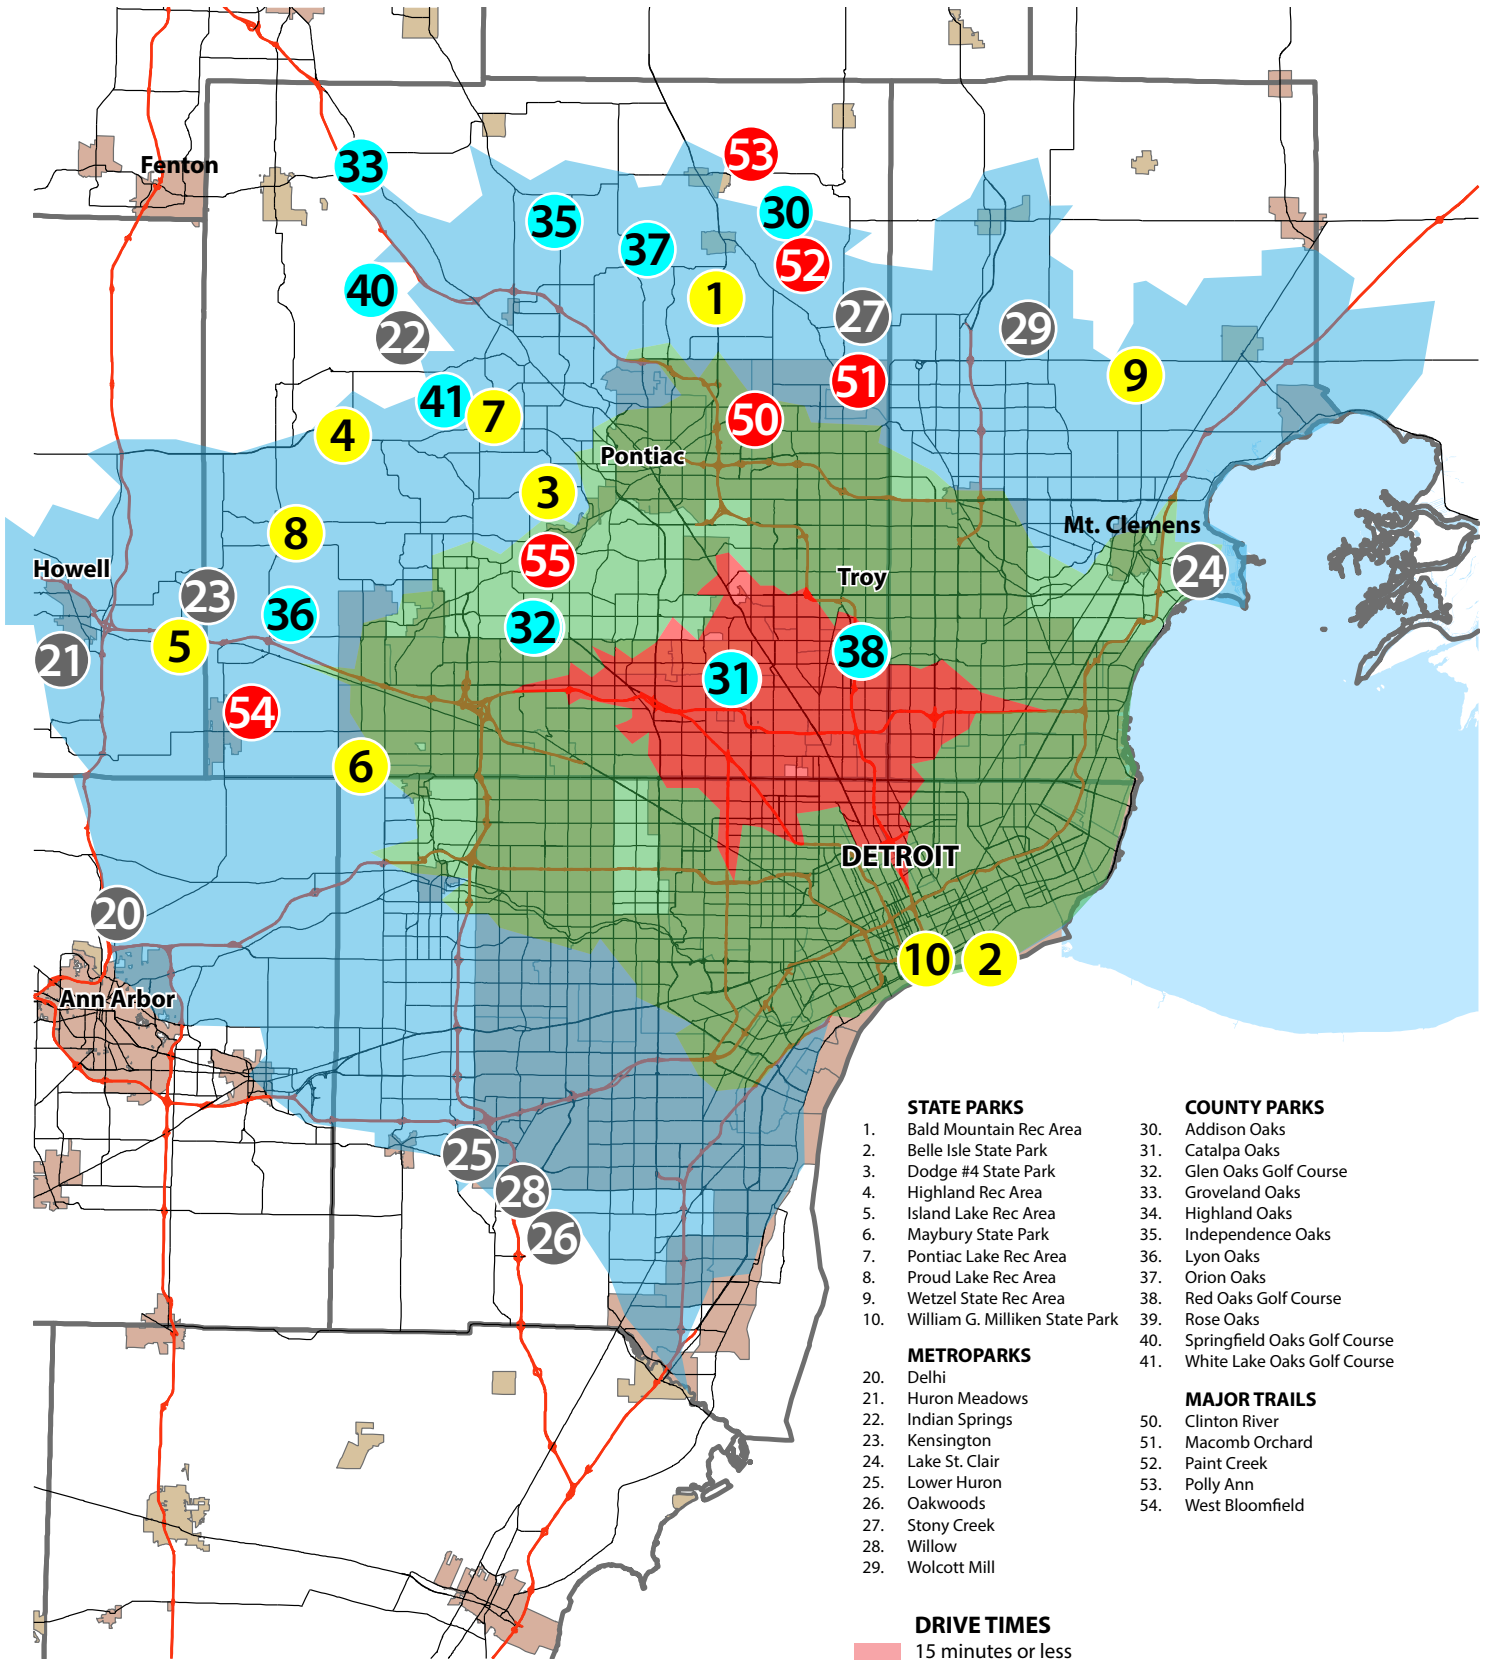 53
Fenton
33
30
35
37
52
40
1
27
22
29
9
51
41
7
50
4
Pontiac
3
8
Mt. Clemens
55
Howell
24
Troy
23
36
32
38
5
21
31
54
6
DETROIT
20
10
2
Ann Arbor
25
28
26
STATE PARKS
1. Bald Mountain Rec Area
2. Belle Isle State Park
3. Dodge #4 State Park
4. Highland Rec Area
5. Island Lake Rec Area
6. Maybury State Park
7. Pontiac Lake Rec Area
8. Proud Lake Rec Area
9. Wetzel State Rec Area
10. William G. Milliken State Park
METROPARKS
20. Delhi
21. Huron Meadows
22. Indian Springs
23. Kensington
24. Lake St. Clair
25. Lower Huron
26. Oakwoods
27. Stony Creek
28. Willow
29. Wolcott Mill
COUNTY PARKS
30. Addison Oaks
31. Catalpa Oaks
32. Glen Oaks Golf Course
33. Groveland Oaks
34. Highland Oaks
35. Independence Oaks
36. Lyon Oaks
37. Orion Oaks
38. Red Oaks Golf Course
39. Rose Oaks
40. Springfield Oaks Golf Course
41. White Lake Oaks Golf Course
MAJOR TRAILS
50. Clinton River
51. Macomb Orchard
52. Paint Creek
53. Polly Ann
54. West Bloomfield
DRIVE TIMES
15 minutes or less